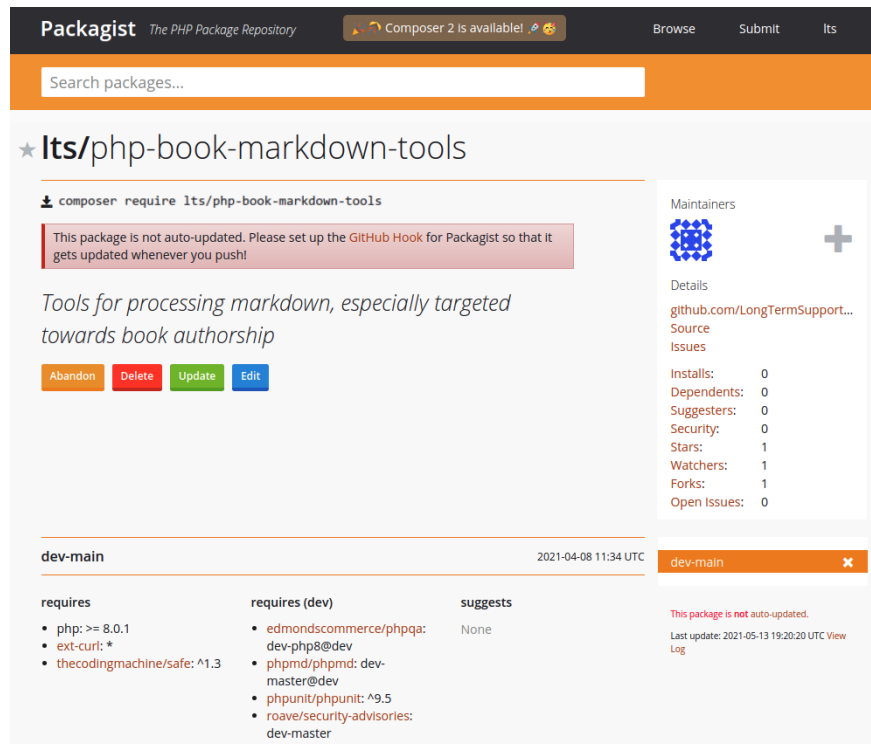 Packagist The PHP Package Repository
Composer 2 is available!
Browse Submit lts
Search packages...
lts/php-book-markdown-tools
composer require lts/php-book-markdown-tools
This package is not auto-updated. Please set up the GitHub Hook for Packagist so that it
gets updated whenever you push!
Tools for processing markdown, especially targeted
towards book authorship
Abandon Delete Update Edit
Maintainers
Details
github.com/LongTermSupport...
Source
Issues
Installs: 0
Dependents: 0
Suggesters: 0
Security: 0
Stars: 1
Watchers: 1
Forks: 1
Open Issues: 0
dev-main 2021-04-08 11:34 UTC
requires
• php: >= 8.0.1
• ext-curl: *
• thecodingmachine/safe: ^1.3
requires (dev)
• edmondscommerce/phpqa:
dev-php8@dev
• phpmd/phpmd: dev-
master@dev
• phpunit/phpunit: ^9.5
• roave/security-advisories:
dev-master
suggests
None
dev-main
This package is not auto-updated.
Last update: 2021-05-13 19:20:20 UTC View
Log